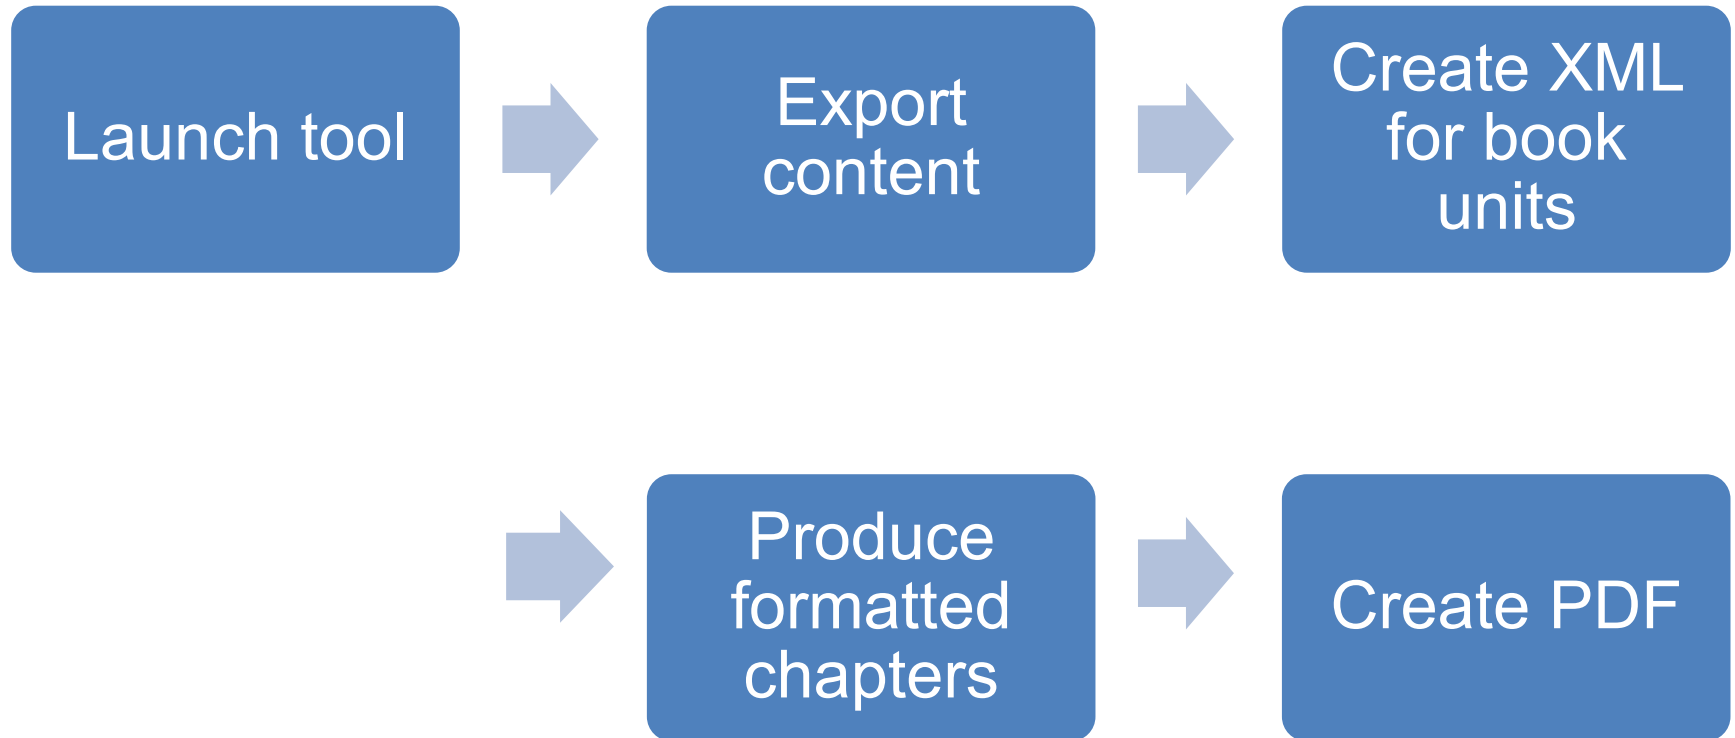 Launch tool
Export
content
Create XML
for book
units
Produce
formatted
chapters
Create PDF